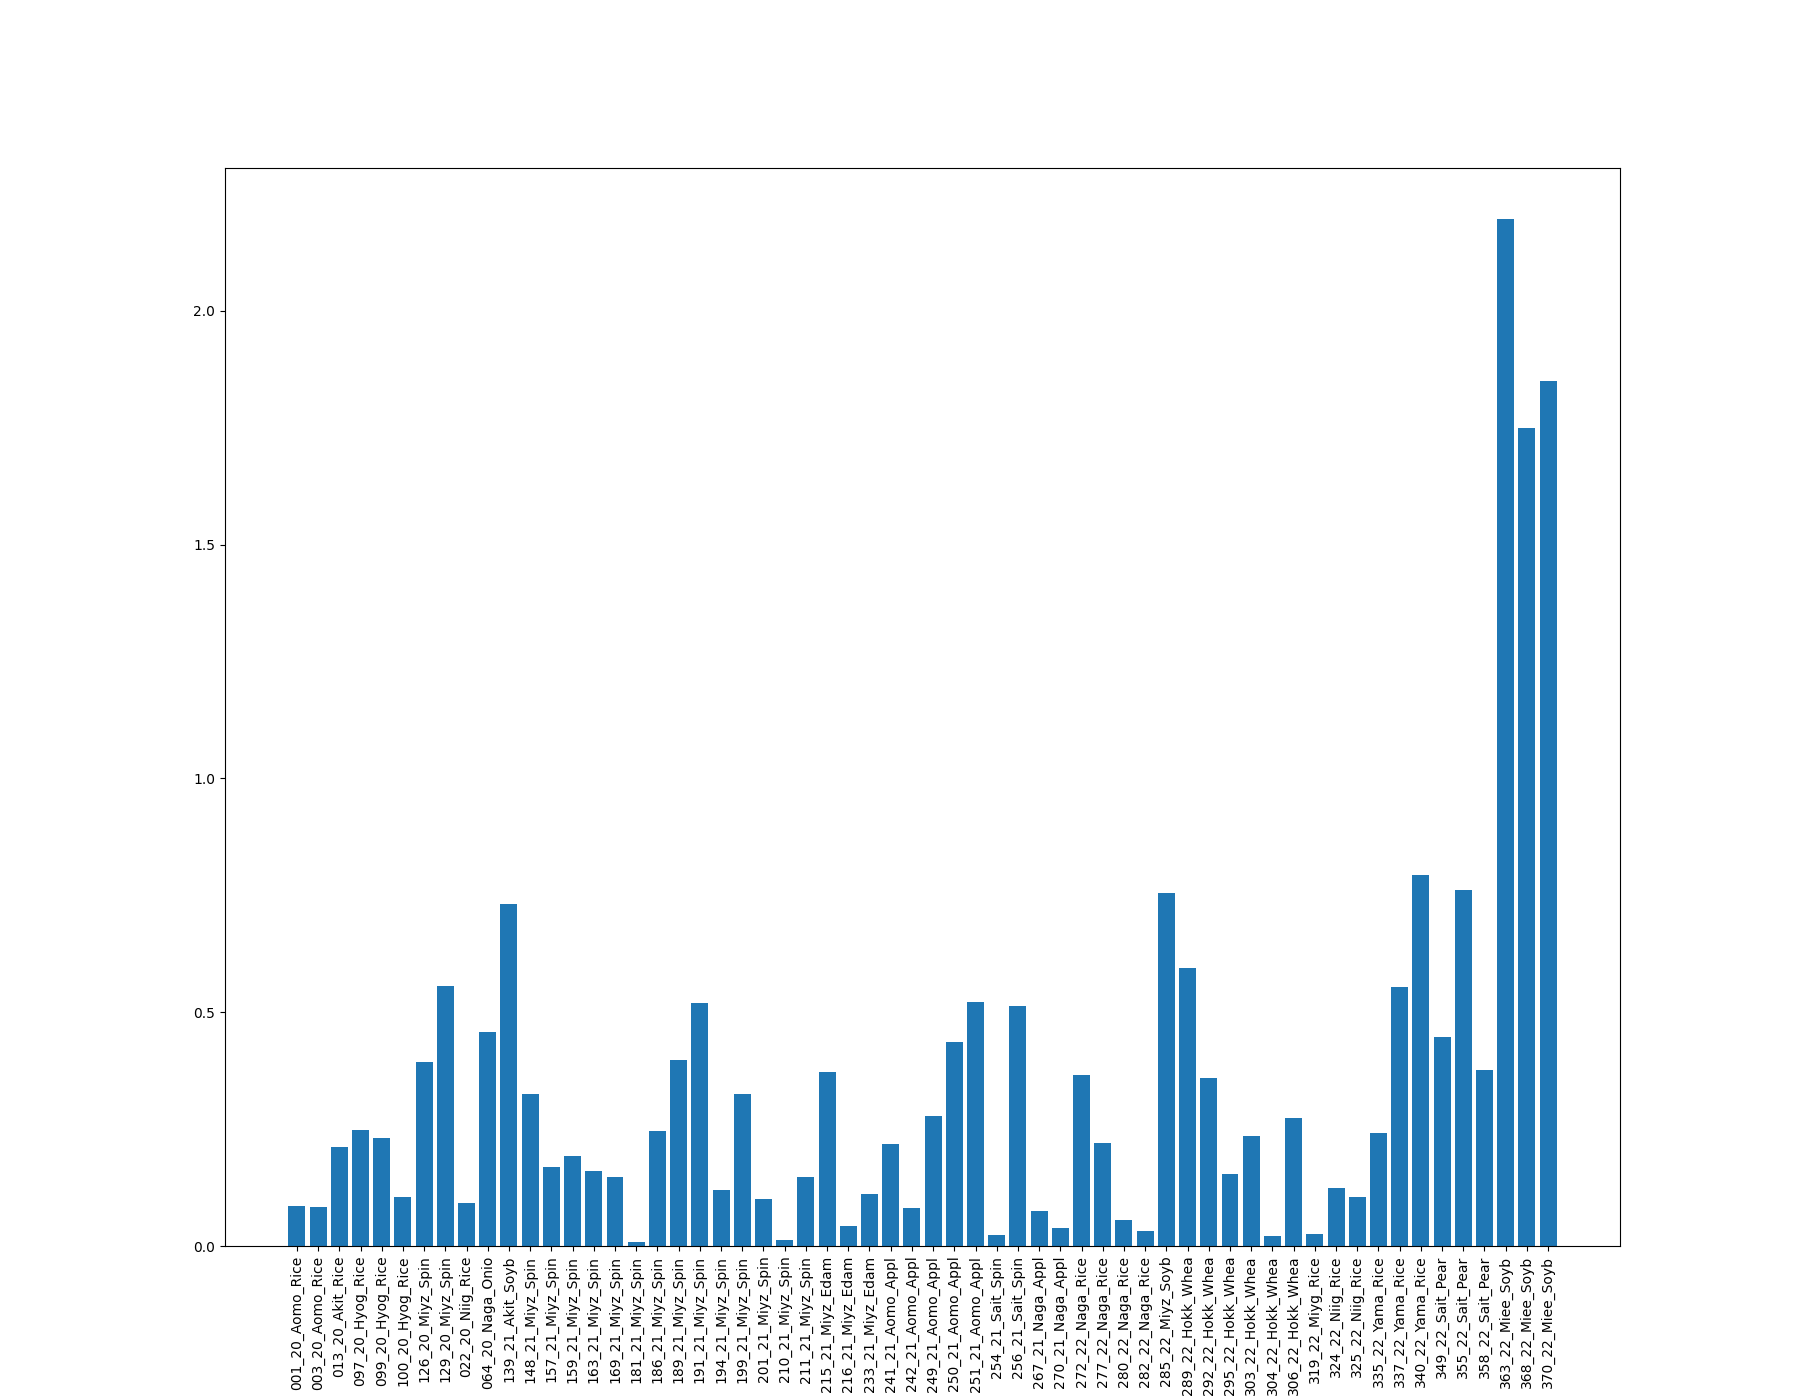 2.0
1.5
1.0
0.5
0.0
001_20_Aomo_Rice
003_20_Aomo_Rice
013_20_Akit_Rice
097_20_Hyog_Rice
099_20_Hyog_Rice
100_20_Hyog_Rice
126_20_Miyz_Spin
129_20_Miyz_Spin
022_20_Niig_Rice
064_20_Naga_Onio
139_21_Akit_Soyb
148_21_Miyz_Spin
157_21_Miyz_Spin
159_21_Miyz_Spin
163_21_Miyz_Spin
169_21_Miyz_Spin
181_21_Miyz_Spin
186_21_Miyz_Spin
189_21_Miyz_Spin
191_21_Miyz_Spin
194_21_Miyz_Spin
199_21_Miyz_Spin
201_21_Miyz_Spin
210_21_Miyz_Spin
211_21_Miyz_Spin
215_21_Miyz_Edam
216_21_Miyz_Edam
233_21_Miyz_Edam
241_21_Aomo_Appl
242_21_Aomo_Appl
249_21_Aomo_Appl
250_21_Aomo_Appl
251_21_Aomo_Appl
254_21_Sait_Spin
256_21_Sait_Spin
267_21_Naga_Appl
270_21_Naga_Appl
272_22_Naga_Rice
277_22_Naga_Rice
280_22_Naga_Rice
282_22_Naga_Rice
285_22_Miyz_Soyb
289_22_Hokk_Whea
292_22_Hokk_Whea
295_22_Hokk_Whea
303_22_Hokk_Whea
304_22_Hokk_Whea
306_22_Hokk_Whea
319_22_Miyg_Rice
324_22_Niig_Rice
325_22_Niig_Rice
335_22_Yama_Rice
337_22_Yama_Rice
340_22_Yama_Rice
349_22_Sait_Pear
355_22_Sait_Pear
358_22_Sait_Pear
363_22_Miee_Soyb
368_22_Miee_Soyb
370_22_Miee_Soyb